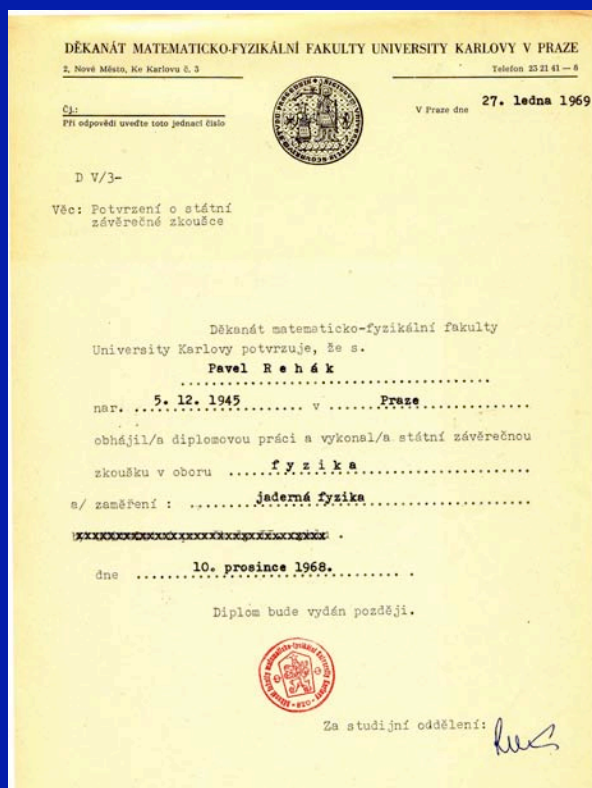 DĚKANÁT MATEMATICKO-FYZIKÁLNÍ FAKULTY UNIVERSITY KARLOVY V PRAZE
2, Nové Město, Ke Karlovu č. 3
Telefon 23 21 41 — 8
Čj.:
Při odpovědi uveďte toto jednací číslo
V Praze dne 27. ledna 1969
D V/3-
Věc: Potvrzení o státní
závěrečné zkoušce
Děkanát matematicko-fyzikální fakulty
University Karlovy potvrzuje, že s.
Pavel R e h á k
nar. 5. 12. 1945 v Praze
obhájil/a diplomovou práci a vykonal/a státní závěrečnou
zkoušku v oboru f y z i k a
a/ zaměření : jaderná fyzika
dne 10. prosince 1968.
Diplom bude vydán později.
Za studijní oddělení: